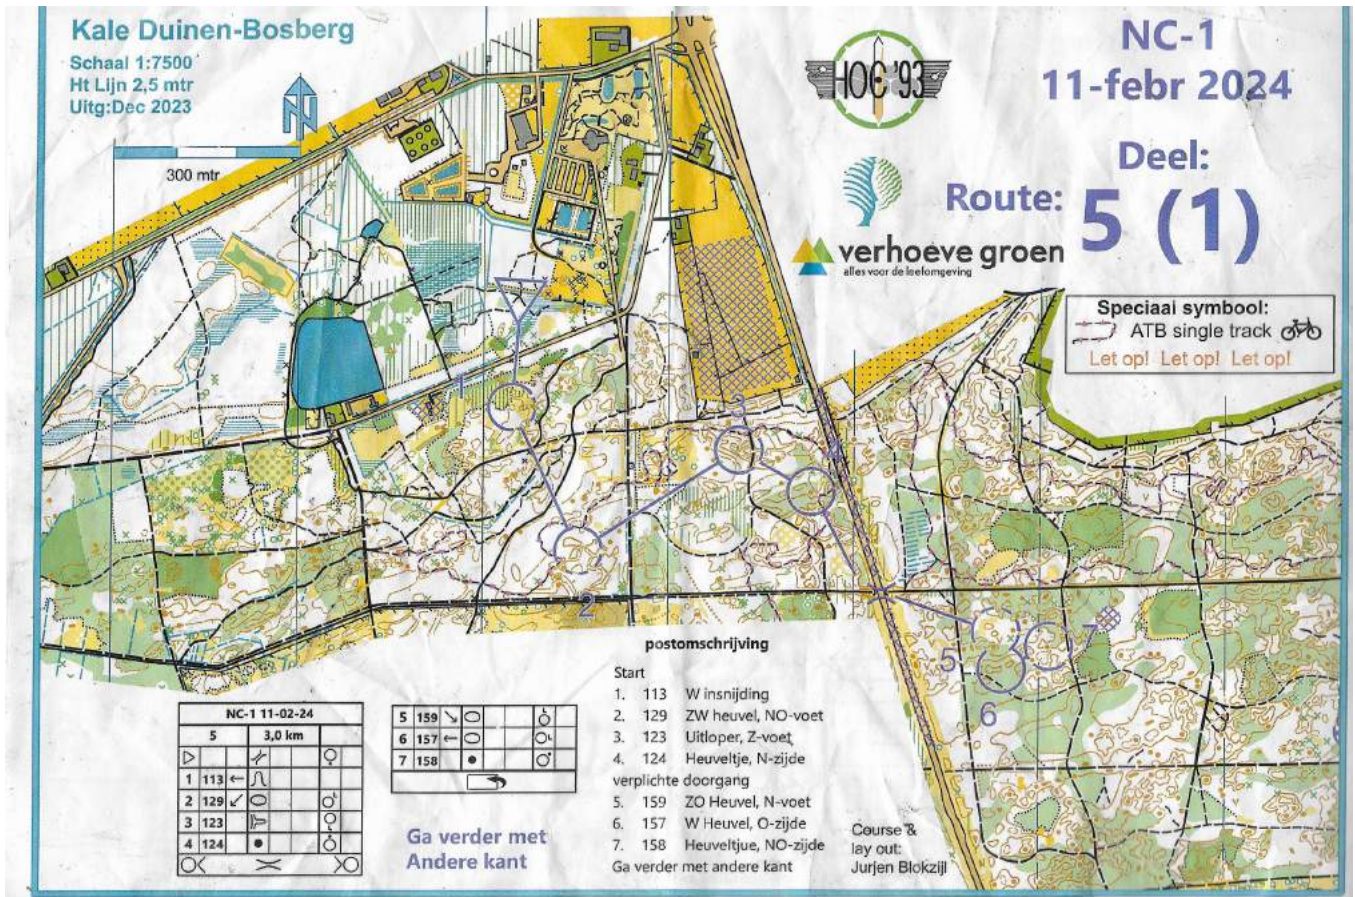 Kale Duinen-Bosberg
Schaal 1:7500
Ht Lijn 2,5 mtr
Uitg:Dec 2023
N
300 mtr
HOC '93
NC-1
11-febr 2024
Deel:
Route: 5 (1)
verhoeve groen
alles voor de leefomgeving
Speciaal symbool:
ATB single track
Let op! Let op! Let op!
1
2
3
4
5
6
7
postomschrijving
Start
1. 113 W insnijding
2. 129 ZW heuvel, NO-voet
3. 123 Uitloper, Z-voet
4. 124 Heuveltje, N-zijde
verplichte doorgang
5. 159 ZO Heuvel, N-voet
6. 157 W Heuvel, O-zijde
7. 158 Heuveltjue, NO-zijde
Ga verder met andere kant
NC-1 11-02-24
5 3,0 km
1 113
2 129
3 123
4 124
5 159
6 157
7 158
Ga verder met
Andere kant
Course &
lay out:
Jurjen Blokzijl